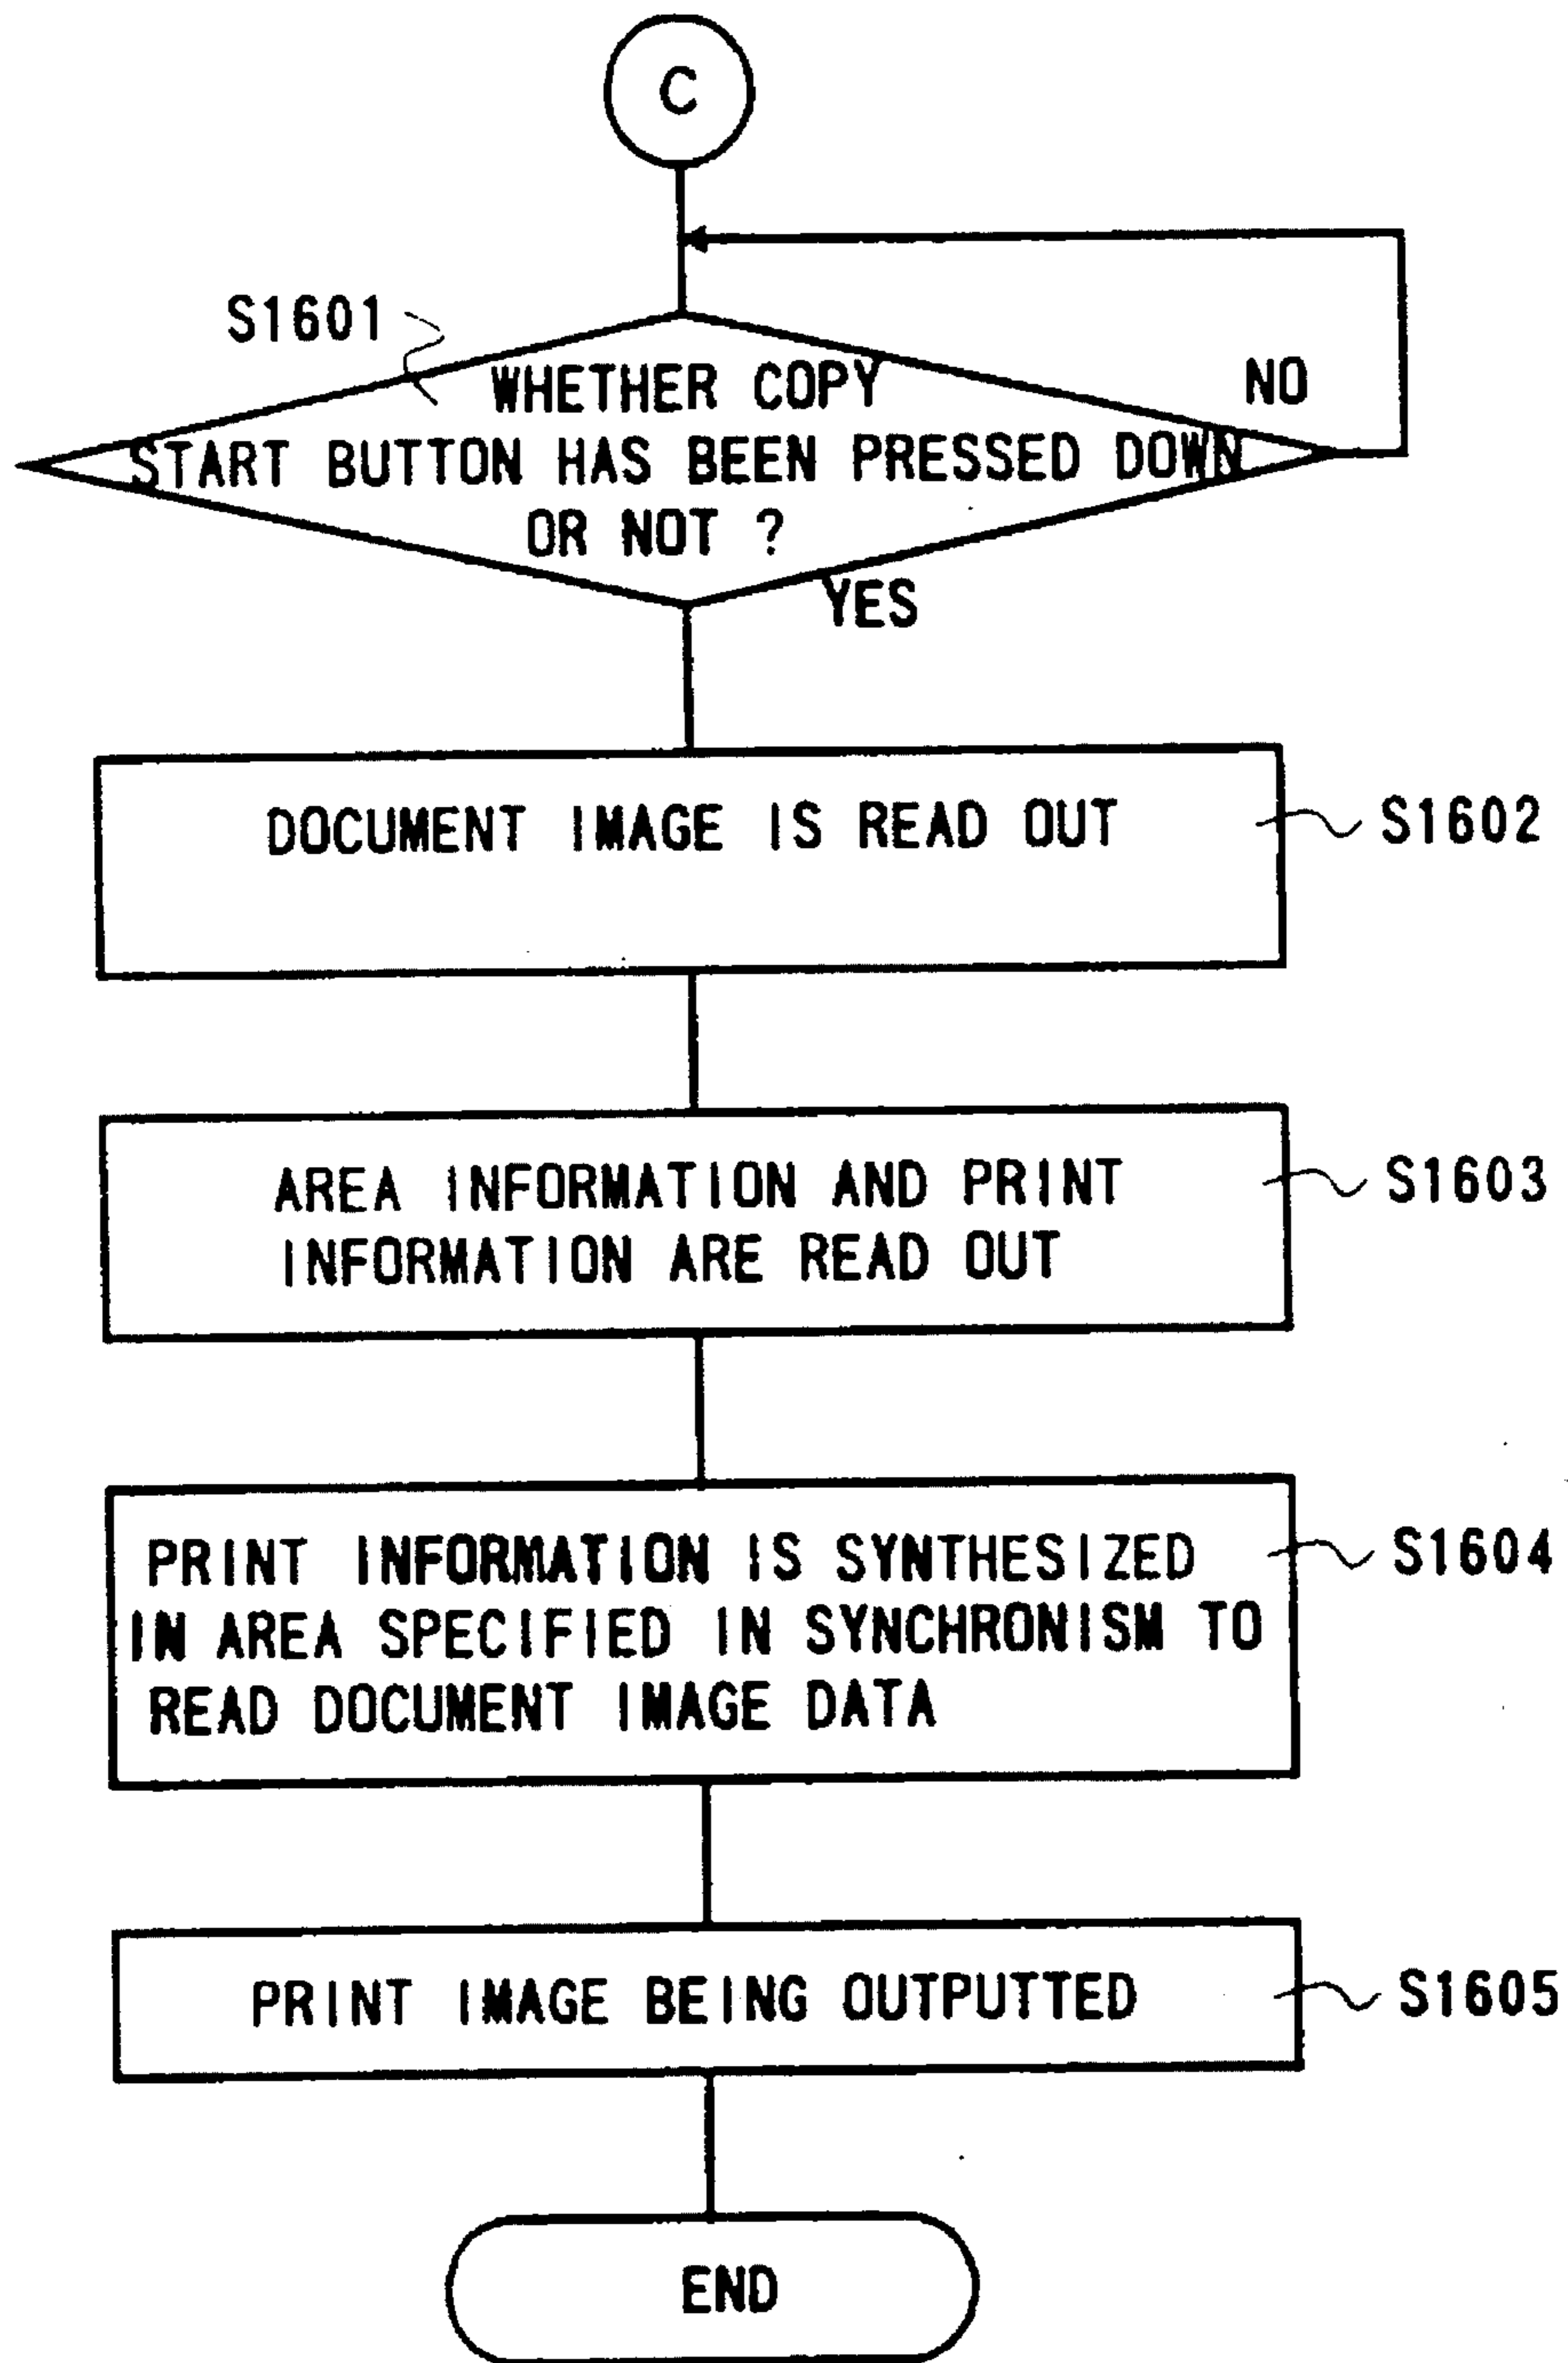 C
S1601
WHETHER COPY
START BUTTON HAS BEEN PRESSED DOWN
OR NOT ?
NO
YES
DOCUMENT IMAGE IS READ OUT
S1602
AREA INFORMATION AND PRINT
INFORMATION ARE READ OUT
S1603
PRINT INFORMATION IS SYNTHESIZED
IN AREA SPECIFIED IN SYNCHRONISM TO
READ DOCUMENT IMAGE DATA
S1604
PRINT IMAGE BEING OUTPUTTED
S1605
END